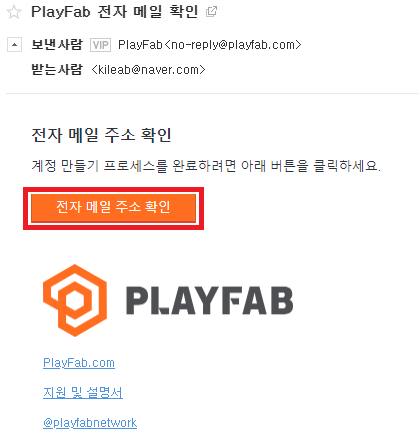 PlayFab 전자 메일 확인
보낸사람 VIP PlayFab<no-reply@playfab.com>
받는사람 <kileab@naver.com>
전자 메일 주소 확인
계정 만들기 프로세스를 완료하려면 아래 버튼을 클릭하세요.
전자 메일 주소 확인
PLAYFAB
PlayFab.com
지원 및 설명서
@playfabnetwork